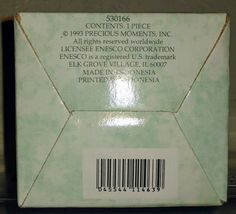 530166
CONTENTS: 1 PIECE
© 1993 PRECIOUS MOMENTS, INC.
All rights reserved worldwide
LICENSEE ENESCO CORPORATION
ENESCO is a registered U.S. trademark
ELK GROVE VILLAGE, IL 60007
MADE IN INDONESIA
PRINTED IN INDONESIA
045544 114639